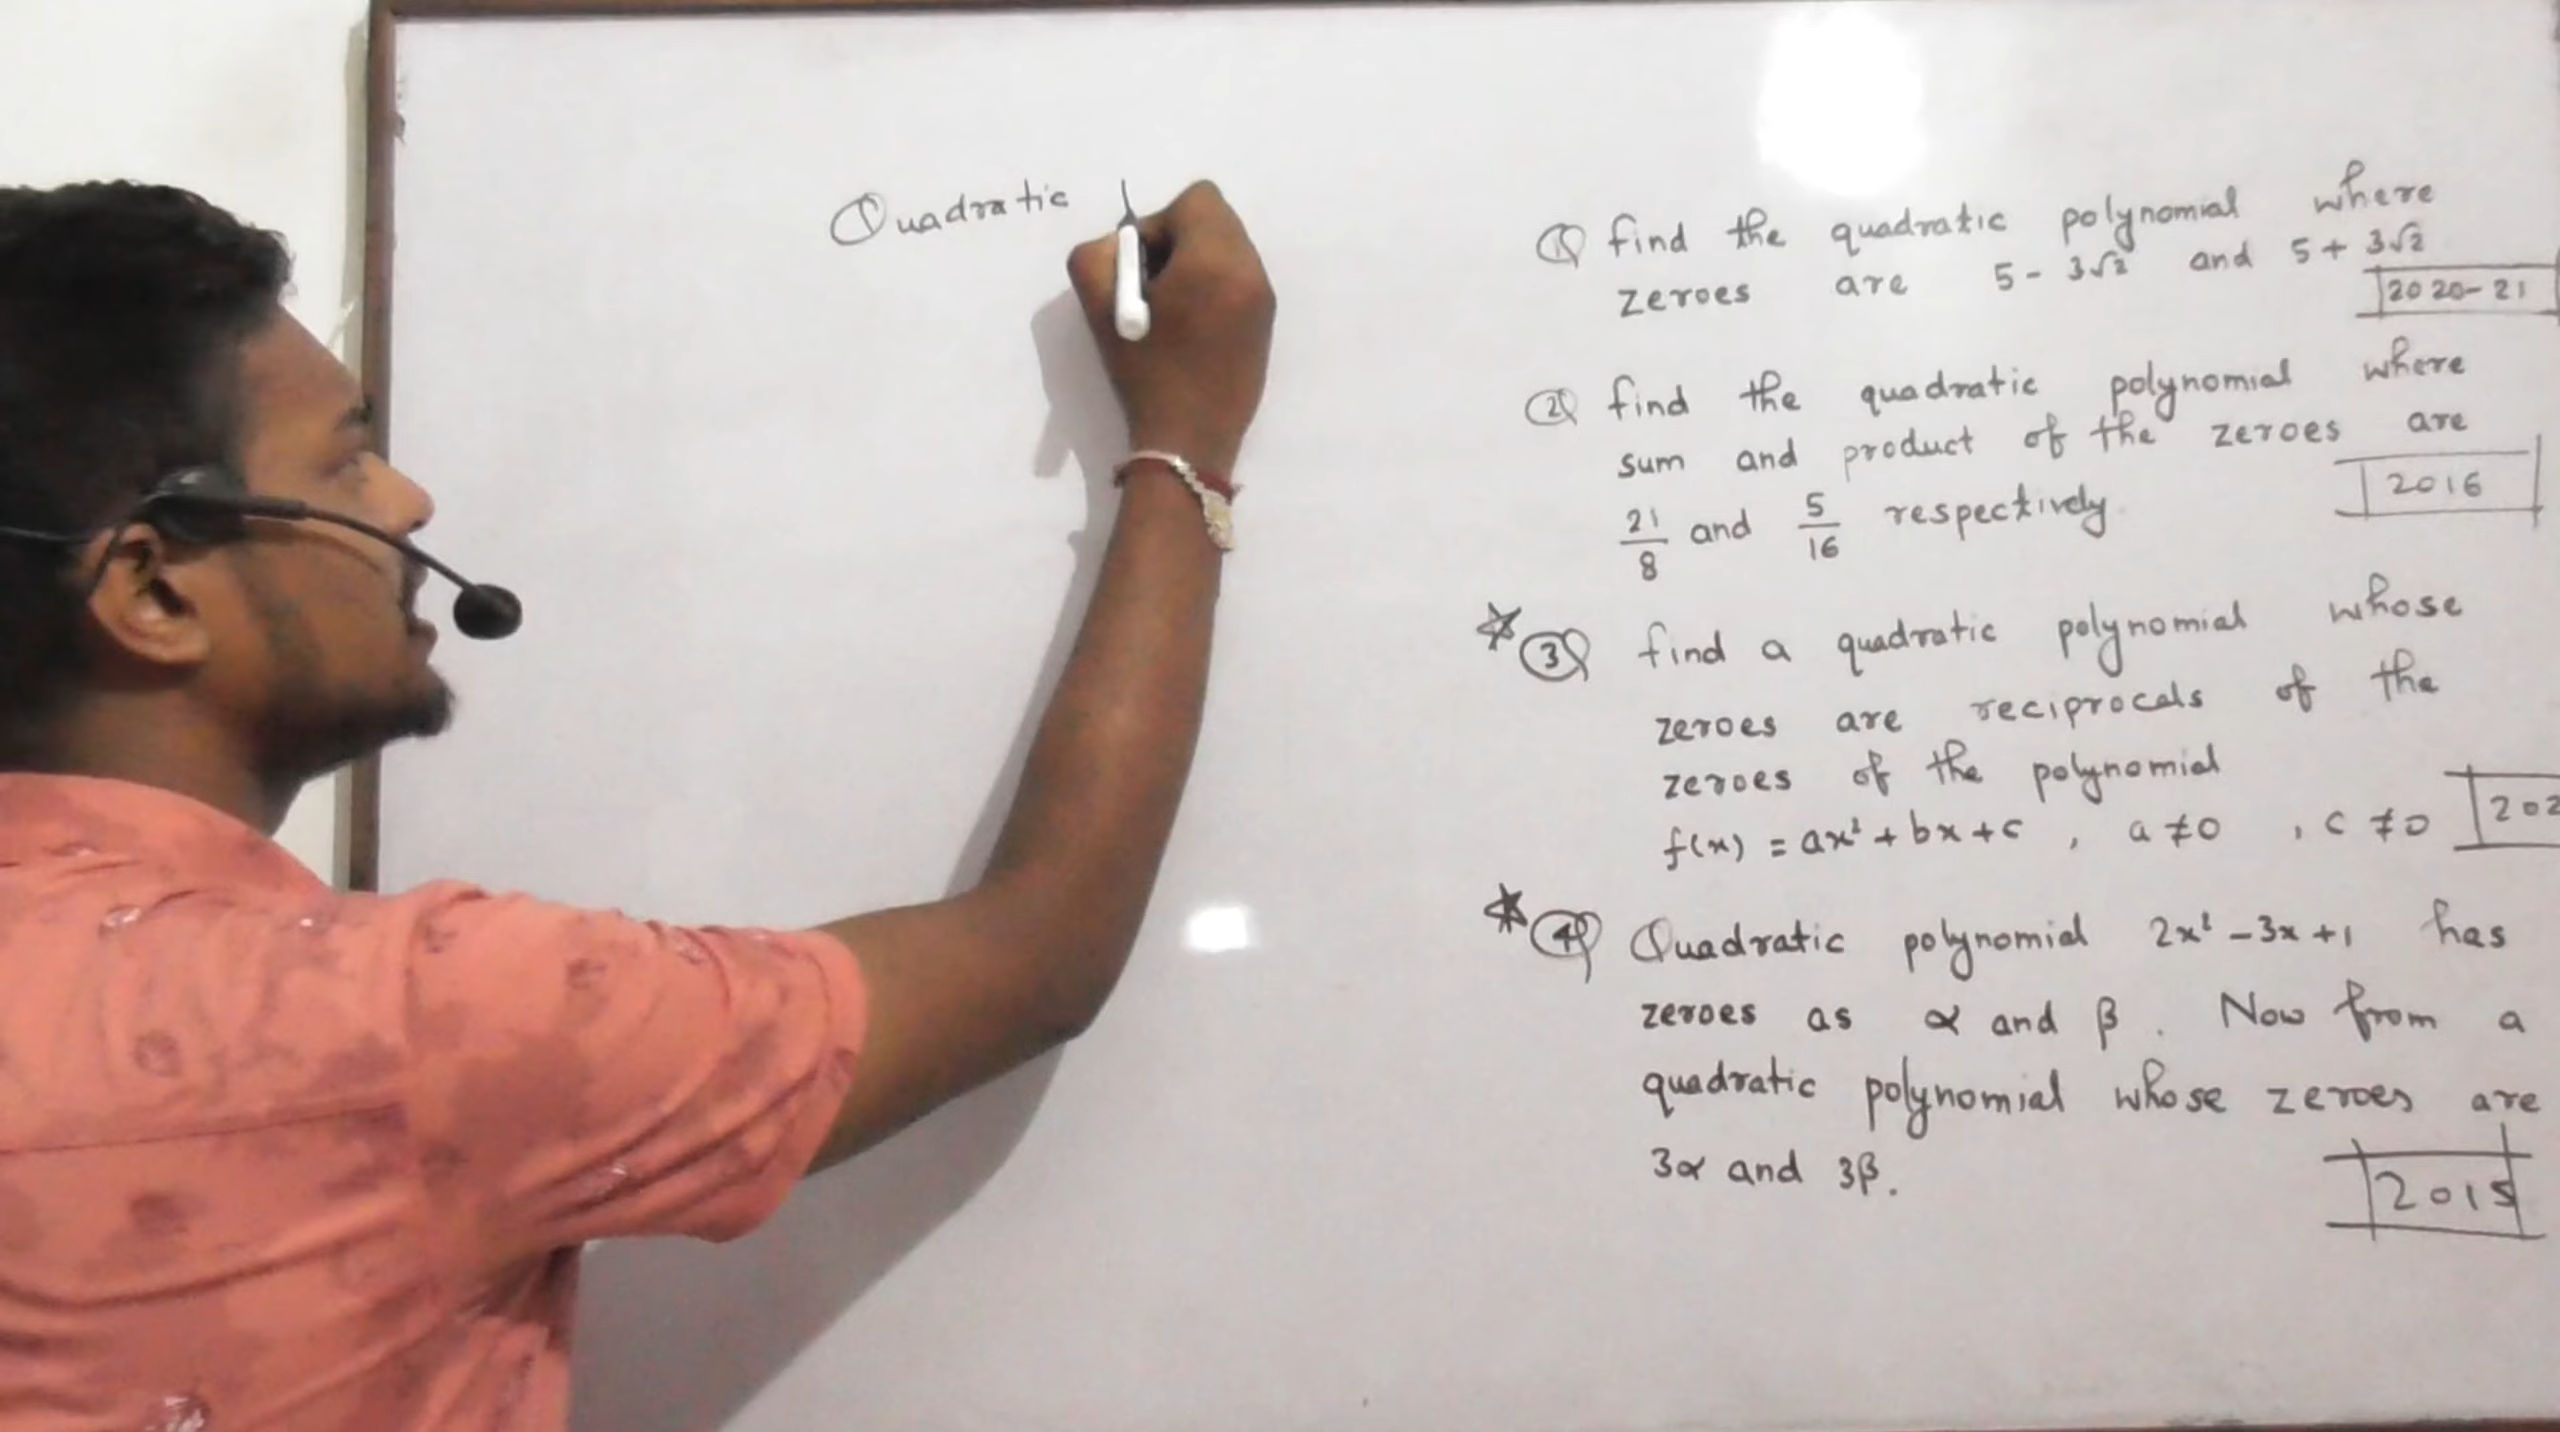 Quadratic
① find the quadratic polynomial where
zeroes are 5 - 3√2 and 5 + 3√2
2020-21
② find the quadratic polynomial where
sum and product of the zeroes are
21/8 and 5/16 respectively.
2016
☆ ③ find a quadratic polynomial whose
zeroes are reciprocals of the
zeroes of the polynomial
f(x) = ax² + bx + c , a ≠ 0 , c ≠ 0
☆ ④ Quadratic polynomial 2x² - 3x + 1 has
zeroes as α and β . Now from a
quadratic polynomial whose zeroes are
3α and 3β.
2015